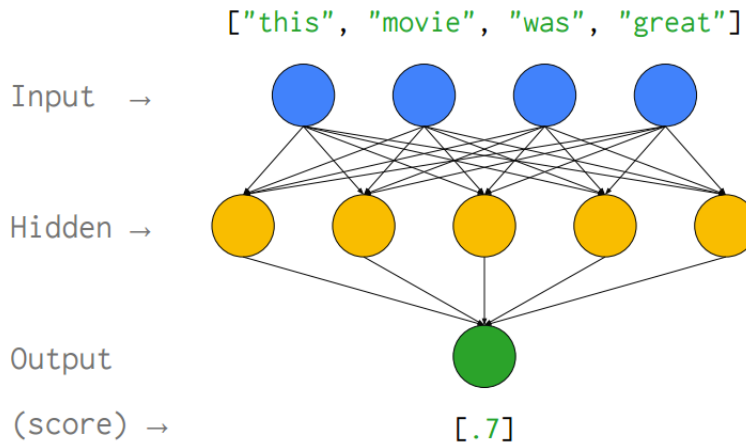 ["this", "movie", "was", "great"]
Input →
Hidden →
Output
(score) → [.7]